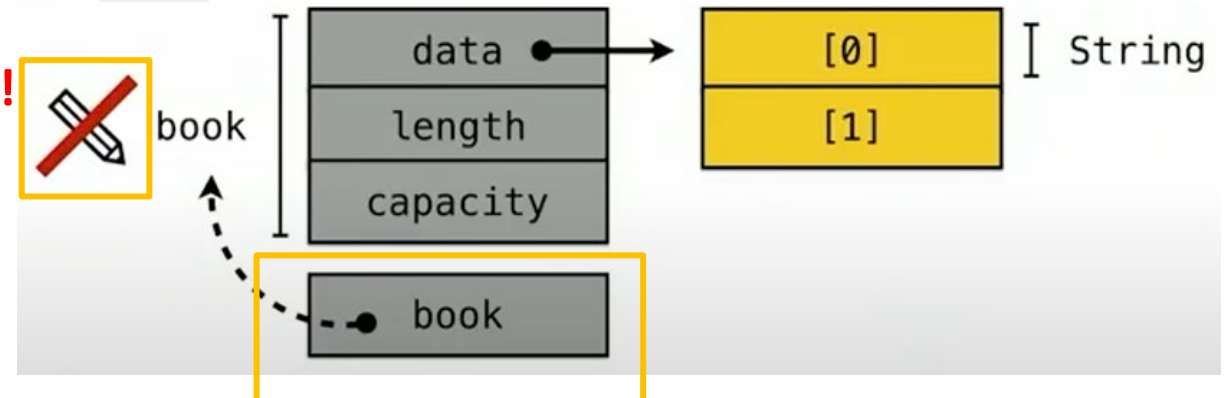 data
[0]
String
!
book
length
[1]
capacity
book